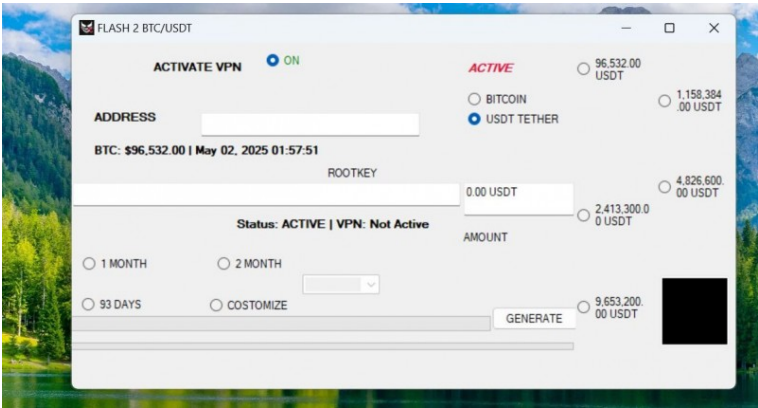 FLASH 2 BTC/USDT
ACTIVATE VPN
ON
ACTIVE
96,532.00
USDT
BITCOIN
1,158,384
.00 USDT
ADDRESS
USDT TETHER
BTC: $96,532.00 | May 02, 2025 01:57:51
ROOTKEY
0.00 USDT
4,826,600.
00 USDT
2,413,300.0
0 USDT
Status: ACTIVE | VPN: Not Active
AMOUNT
1 MONTH
2 MONTH
93 DAYS
COSTOMIZE
9,653,200.
00 USDT
GENERATE